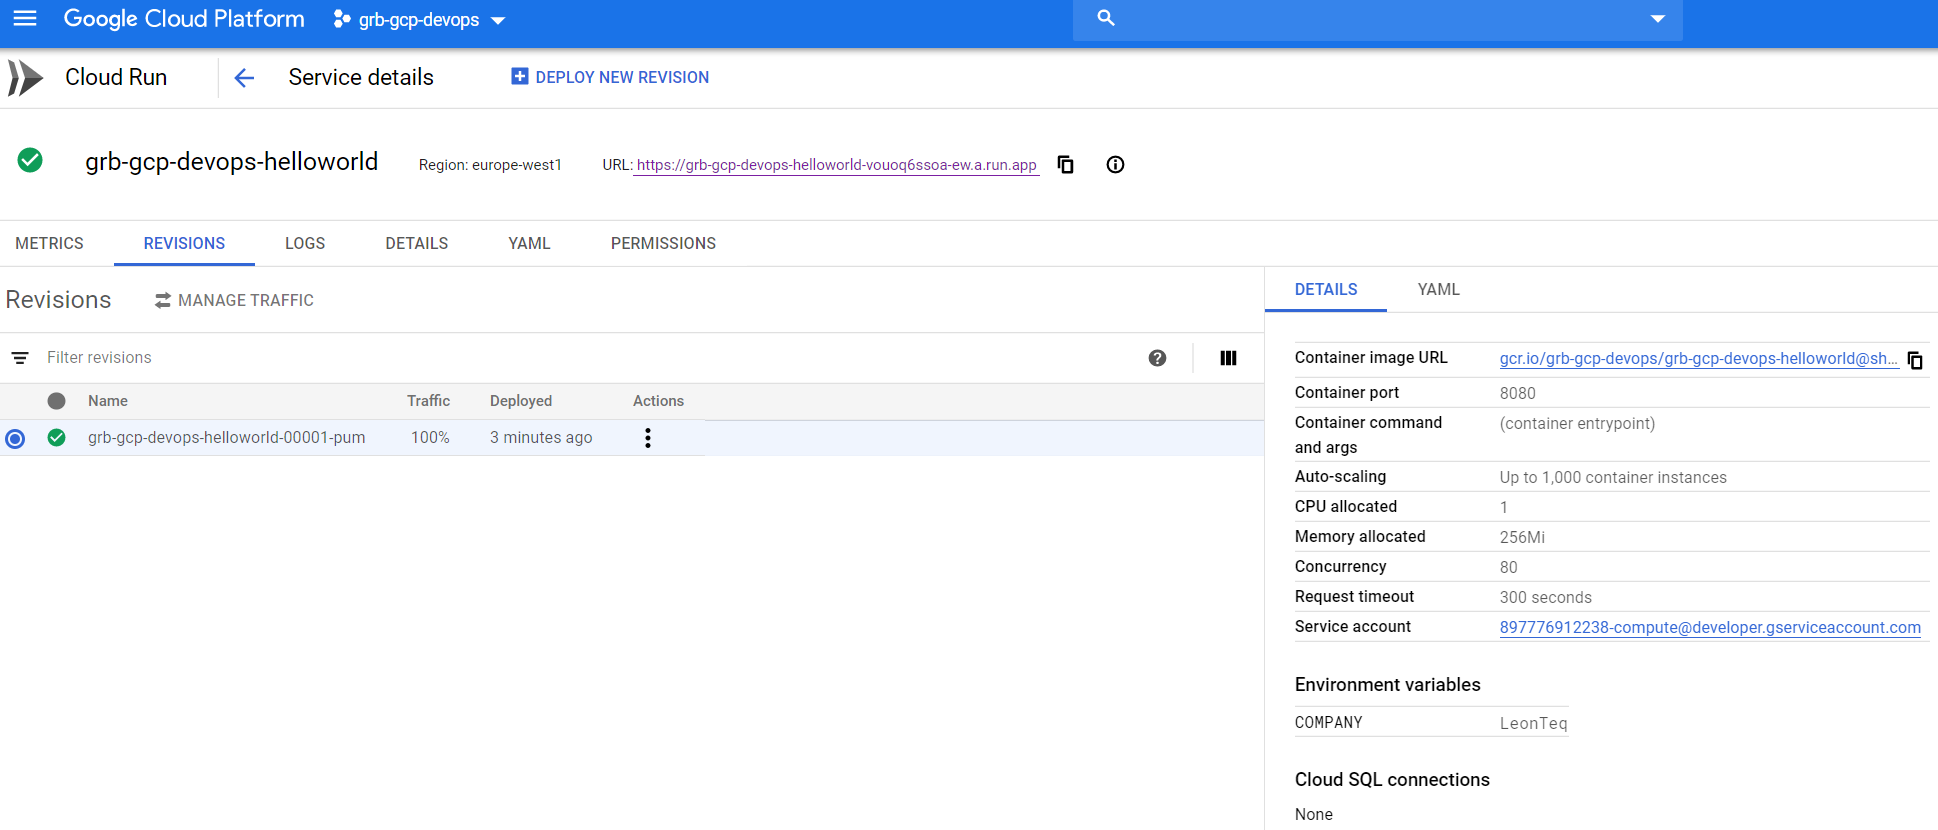 Google Cloud Platform grb-gcp-devops
Cloud Run Service details DEPLOY NEW REVISION
grb-gcp-devops-helloworld Region: europe-west1 URL: https://grb-gcp-devops-helloworld-vouoq6ssoa-ew.a.run.app
METRICS REVISIONS LOGS DETAILS YAML PERMISSIONS
Revisions MANAGE TRAFFIC
Filter revisions
Name Traffic Deployed Actions
grb-gcp-devops-helloworld-00001-pum 100% 3 minutes ago
DETAILS YAML
Container image URL gcr.io/grb-gcp-devops/grb-gcp-devops-helloworld@sh...
Container port 8080
Container command (container entrypoint)
and args
Auto-scaling Up to 1,000 container instances
CPU allocated 1
Memory allocated 256Mi
Concurrency 80
Request timeout 300 seconds
Service account 897776912238-compute@developer.gserviceaccount.com
Environment variables
COMPANY LeonTeq
Cloud SQL connections
None